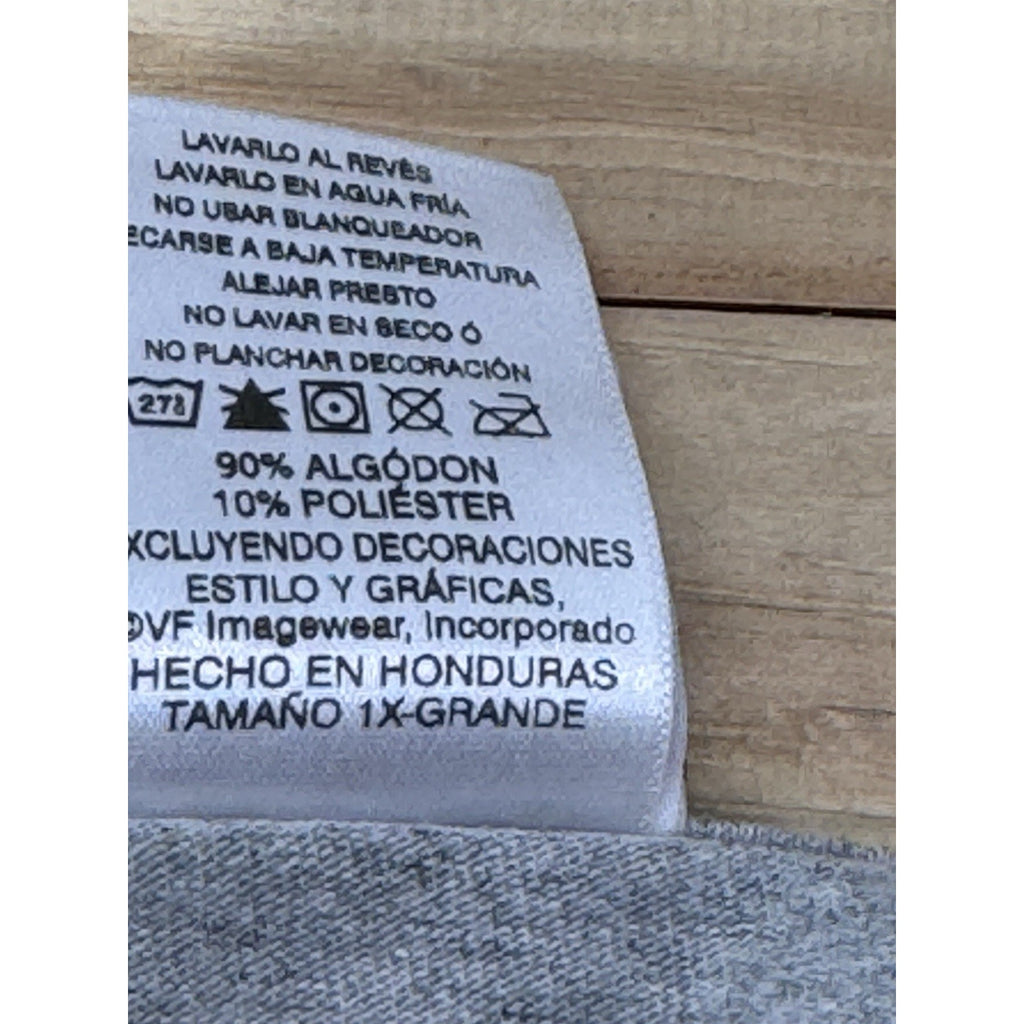 LAVARLO AL REVÉS
LAVARLO EN AGUA FRÍA
NO USAR BLANQUEADOR
ECARSE A BAJA TEMPERATURA
ALEJAR PRESTO
NO LAVAR EN SECO Ó
NO PLANCHAR DECORACIÓN
90% ALGÓDON
10% POLIÉSTER
XCLUYENDO DECORACIONES
ESTILO Y GRÁFICAS,
©VF Imagewear, Incorporado
HECHO EN HONDURAS
TAMAÑO 1X-GRANDE